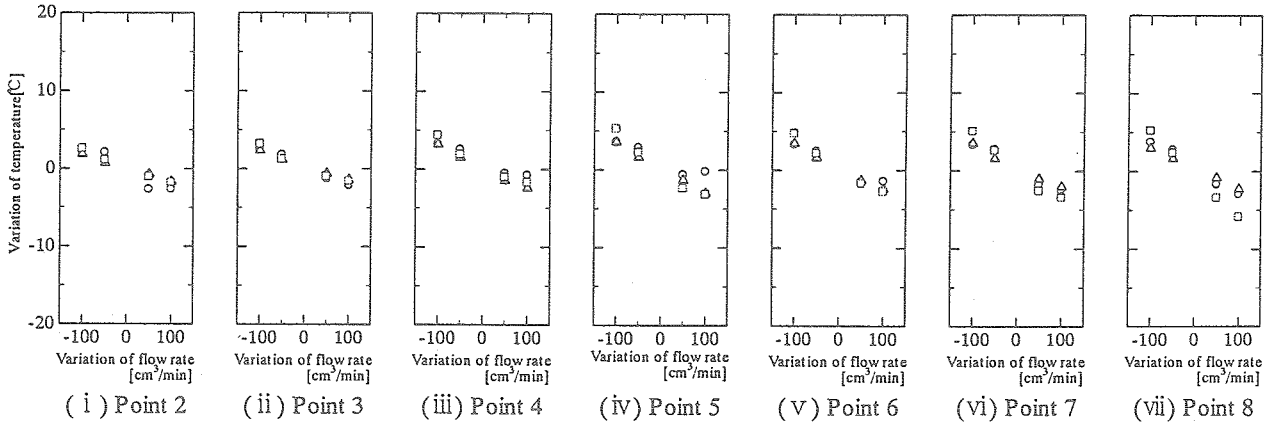 20
10
0
-10
-20
Variation of temperature[℃]
-100 0 100
-100 0 100
-100 0 100
-100 0 100
-100 0 100
-100 0 100
-100 0 100
Variation of flow rate
[cm³/min]
Variation of flow rate
[cm³/min]
Variation of flow rate
[cm³/min]
Variation of flow rate
[cm³/min]
Variation of flow rate
[cm³/min]
Variation of flow rate
[cm³/min]
Variation of flow rate
[cm³/min]
(i) Point 2
(ii) Point 3
(iii) Point 4
(iv) Point 5
(v) Point 6
(vi) Point 7
(vii) Point 8